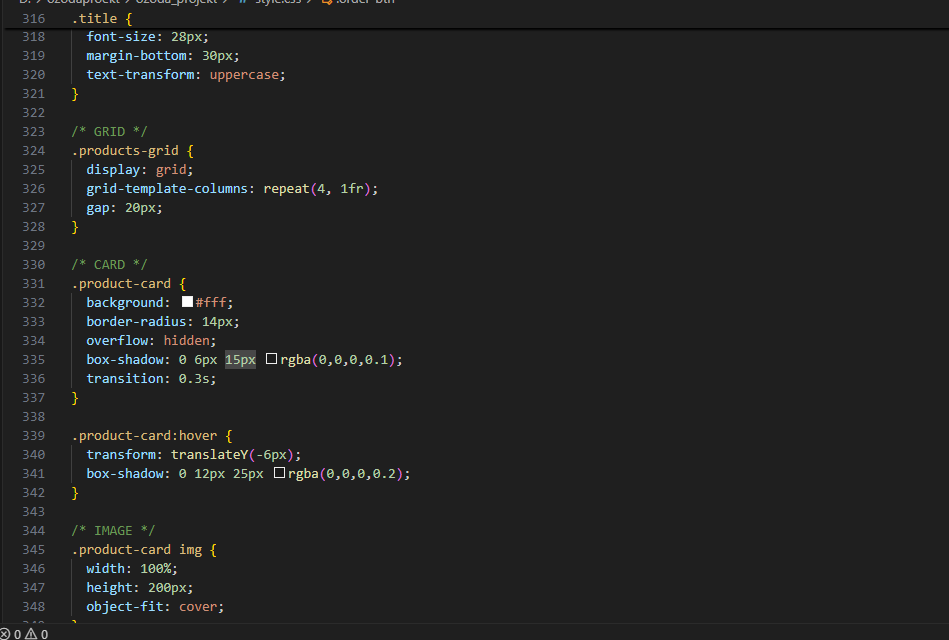 316 .title {
318 font-size: 28px;
319 margin-bottom: 30px;
320 text-transform: uppercase;
321 }
322
323 /* GRID */
324 .products-grid {
325 display: grid;
326 grid-template-columns: repeat(4, 1fr);
327 gap: 20px;
328 }
329
330 /* CARD */
331 .product-card {
332 background: #fff;
333 border-radius: 14px;
334 overflow: hidden;
335 box-shadow: 0 6px 15px rgba(0,0,0,0.1);
336 transition: 0.3s;
337 }
338
339 .product-card:hover {
340 transform: translateY(-6px);
341 box-shadow: 0 12px 25px rgba(0,0,0,0.2);
342 }
343
344 /* IMAGE */
345 .product-card img {
346 width: 100%;
347 height: 200px;
348 object-fit: cover;
0 0